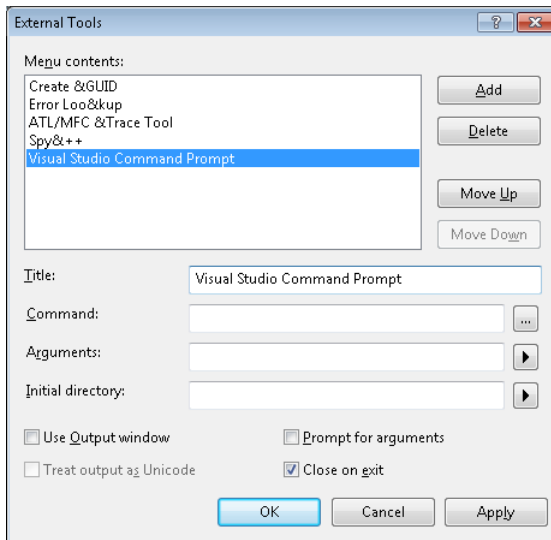 External Tools
Menu contents:
Create &GUID
Error Loo&kup
ATL/MFC &Trace Tool
Spy&++
Visual Studio Command Prompt
Add
Delete
Move Up
Move Down
Title:
Visual Studio Command Prompt
Command:
...
Arguments:
Initial directory:
Use Output window
Prompt for arguments
Treat output as Unicode
Close on exit
OK
Cancel
Apply